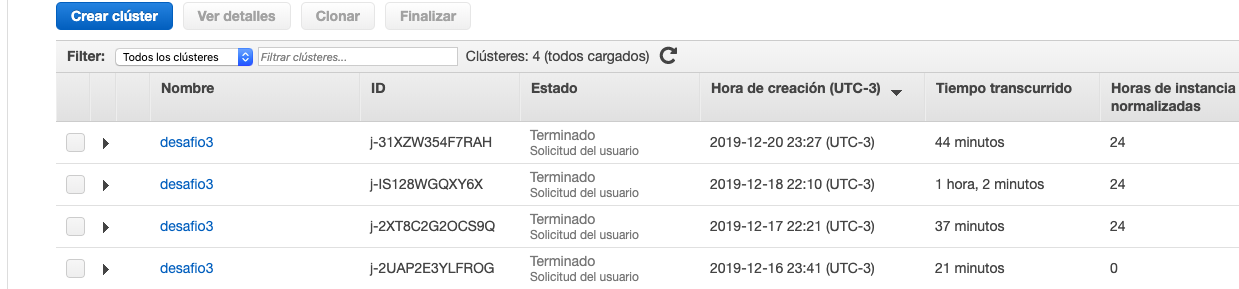 Crear clúster Ver detalles Clonar Finalizar
Filter: Todos los clústeres Filtrar clústeres... Clústeres: 4 (todos cargados)
Nombre ID Estado Hora de creación (UTC-3) Tiempo transcurrido Horas de instancia
normalizadas
desafio3 j-31XZW354F7RAH Terminado 2019-12-20 23:27 (UTC-3) 44 minutos 24
Solicitud del usuario
desafio3 j-IS128WGQXY6X Terminado 2019-12-18 22:10 (UTC-3) 1 hora, 2 minutos 24
Solicitud del usuario
desafio3 j-2XT8C2G2OCS9Q Terminado 2019-12-17 22:21 (UTC-3) 37 minutos 24
Solicitud del usuario
desafio3 j-2UAP2E3YLFROG Terminado 2019-12-16 23:41 (UTC-3) 21 minutos 0
Solicitud del usuario